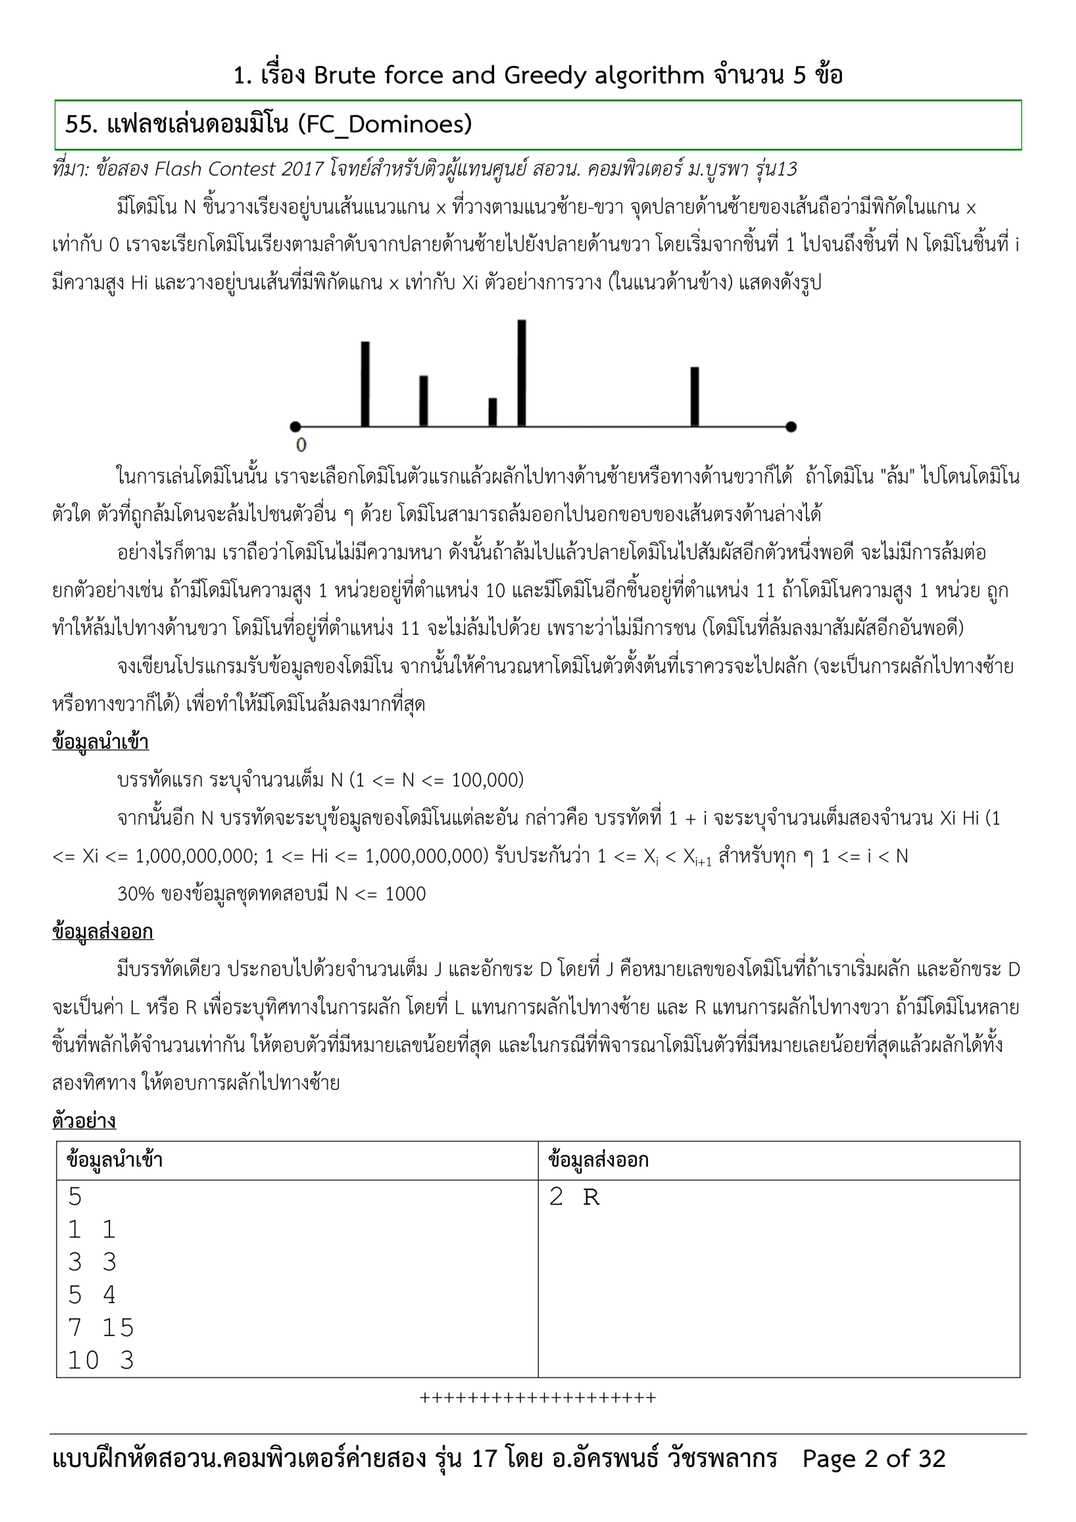 1. เรื่อง Brute force and Greedy algorithm จำนวน 5 ข้อ
55. แฟลชเล่นดอมมิโน (FC_Dominoes)
ที่มา: ข้อสอง Flash Contest 2017 โจทย์สำหรับติวผู้แทนศูนย์ สอวน. คอมพิวเตอร์ ม.บูรพา รุ่น13
มีโดมิโน N ชิ้นวางเรียงอยู่บนเส้นแนวแกน x ที่วางตามแนวซ้าย-ขวา จุดปลายด้านซ้ายของเส้นถือว่ามีพิกัดในแกน x
เท่ากับ 0 เราจะเรียกโดมิโนเรียงตามลำดับจากปลายด้านซ้ายไปยังปลายด้านขวา โดยเริ่มจากชิ้นที่ 1 ไปจนถึงชิ้นที่ N โดมิโนชิ้นที่ i
มีความสูง Hi และวางอยู่บนเส้นที่มีพิกัดแกน x เท่ากับ Xi ตัวอย่างการวาง (ในแนวด้านข้าง) แสดงดังรูป
0
ในการเล่นโดมิโนนั้น เราจะเลือกโดมิโนตัวแรกแล้วผลักไปทางด้านซ้ายหรือทางด้านขวาก็ได้ ถ้าโดมิโน "ล้ม" ไปโดนโดมิโน
ตัวใด ตัวที่ถูกล้มโดนจะล้มไปชนตัวอื่น ๆ ด้วย โดมิโนสามารถล้มออกไปนอกขอบของเส้นตรงด้านล่างได้
อย่างไรก็ตาม เราถือว่าโดมิโนไม่มีความหนา ดังนั้นถ้าล้มไปแล้วปลายโดมิโนไปสัมผัสอีกตัวหนึ่งพอดี จะไม่มีการล้มต่อ
ยกตัวอย่างเช่น ถ้ามีโดมิโนความสูง 1 หน่วยอยู่ที่ตำแหน่ง 10 และมีโดมิโนอีกชิ้นอยู่ที่ตำแหน่ง 11 ถ้าโดมิโนความสูง 1 หน่วย ถูก
ทำให้ล้มไปทางด้านขวา โดมิโนที่อยู่ที่ตำแหน่ง 11 จะไม่ล้มไปด้วย เพราะว่าไม่มีการชน (โดมิโนที่ล้มลงมาสัมผัสอีกอันพอดี)
จงเขียนโปรแกรมรับข้อมูลของโดมิโน จากนั้นให้คำนวณหาโดมิโนตัวตั้งต้นที่เราควรจะไปผลัก (จะเป็นการผลักไปทางซ้าย
หรือทางขวาก็ได้) เพื่อทำให้มีโดมิโนล้มลงมากที่สุด
ข้อมูลนำเข้า
บรรทัดแรก ระบุจำนวนเต็ม N (1 <= N <= 100,000)
จากนั้นอีก N บรรทัดจะระบุข้อมูลของโดมิโนแต่ละอัน กล่าวคือ บรรทัดที่ 1 + i จะระบุจำนวนเต็มสองจำนวน Xi Hi (1
<= Xi <= 1,000,000,000; 1 <= Hi <= 1,000,000,000) รับประกันว่า 1 <= Xi < Xi+1 สำหรับทุก ๆ 1 <= i < N
30% ของข้อมูลชุดทดสอบมี N <= 1000
ข้อมูลส่งออก
มีบรรทัดเดียว ประกอบไปด้วยจำนวนเต็ม J และอักขระ D โดยที่ J คือหมายเลขของโดมิโนที่ถ้าเราเริ่มผลัก และอักขระ D
จะเป็นค่า L หรือ R เพื่อระบุทิศทางในการผลัก โดยที่ L แทนการผลักไปทางซ้าย และ R แทนการผลักไปทางขวา ถ้ามีโดมิโนหลาย
ชิ้นที่พลักได้จำนวนเท่ากัน ให้ตอบตัวที่มีหมายเลขน้อยที่สุด และในกรณีที่พิจารณาโดมิโนตัวที่มีหมายเลยน้อยที่สุดแล้วผลักได้ทั้ง
สองทิศทาง ให้ตอบการผลักไปทางซ้าย
ตัวอย่าง
ข้อมูลนำเข้า ข้อมูลส่งออก
5 2 R
1 1
3 3
5 4
7 15
10 3
++++++++++++++++++++
แบบฝึกหัดสอวน.คอมพิวเตอร์ค่ายสอง รุ่น 17 โดย อ.อัครพนธ์ วัชรพลากร Page 2 of 32